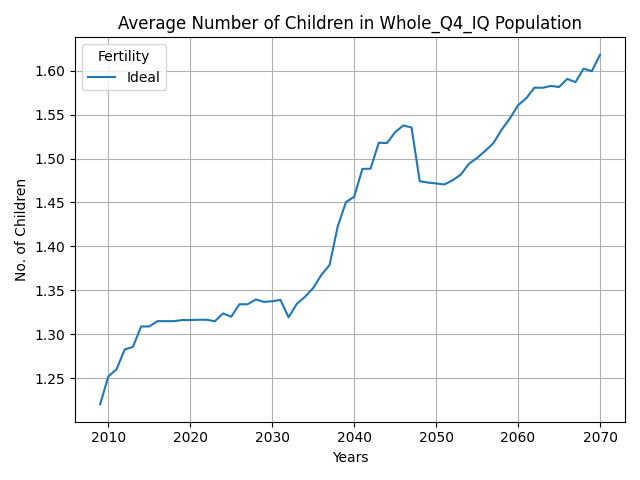 Average Number of Children in Whole_Q4_IQ Population
Fertility
Ideal
No. of Children
1.60
1.55
1.50
1.45
1.40
1.35
1.30
1.25
2010 2020 2030 2040 2050 2060 2070
Years